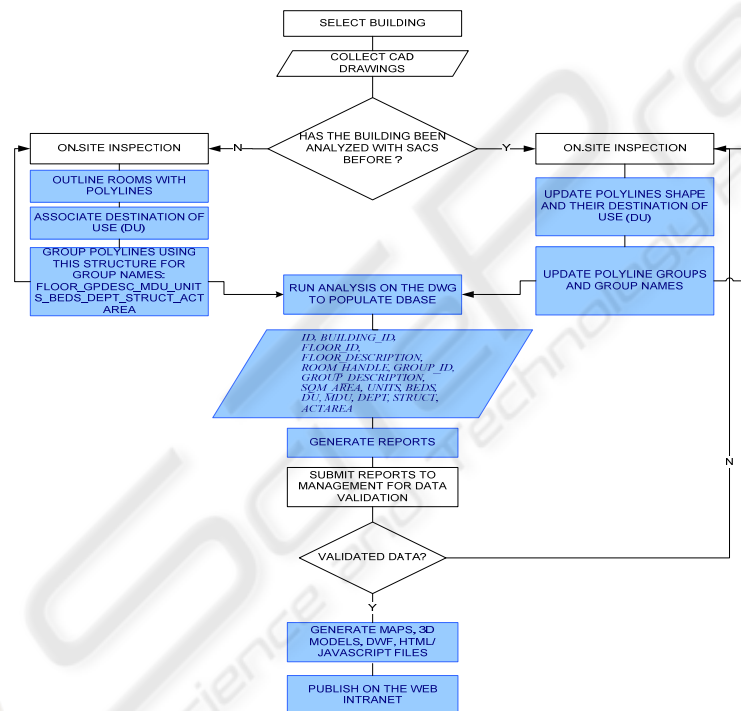 SELECT BUILDING
COLLECT CAD
DRAWINGS
HAS THE BUILDING BEEN
ANALYZED WITH SACS
BEFORE ?
N
Y
ON.SITE INSPECTION
OUTLINE ROOMS WITH
POLYLINES
ASSOCIATE DESTINATION OF
USE (DU)
GROUP POLYLINES USING
THIS STRUCTURE FOR
GROUP NAMES:
FLOOR_GPDESC_MDU_UNIT
S_BEDS_DEPT_STRUCT_ACT
AREA
ON.SITE INSPECTION
UPDATE POLYLINES SHAPE
AND THEIR DESTINATION OF
USE (DU)
UPDATE POLYLINE GROUPS
AND GROUP NAMES
RUN ANALYSIS ON THE DWG
TO POPULATE DBASE
ID, BUILDING_ID,
FLOOR_ID,
FLOOR_DESCRIPTION,
ROOM_HANDLE, GROUP_ID,
GROUP_DESCRIPTION,
SQM_AREA, UNITS, BEDS,
DU, MDU, DEPT, STRUCT,
ACTAREA
GENERATE REPORTS
SUBMIT REPORTS TO
MANAGEMENT FOR DATA
VALIDATION
VALIDATED DATA?
N
Y
GENERATE MAPS, 3D
MODELS, DWF, HTML/
JAVASCRIPT FILES
PUBLISH ON THE WEB
INTRANET
SciTePre
Science and Technology P